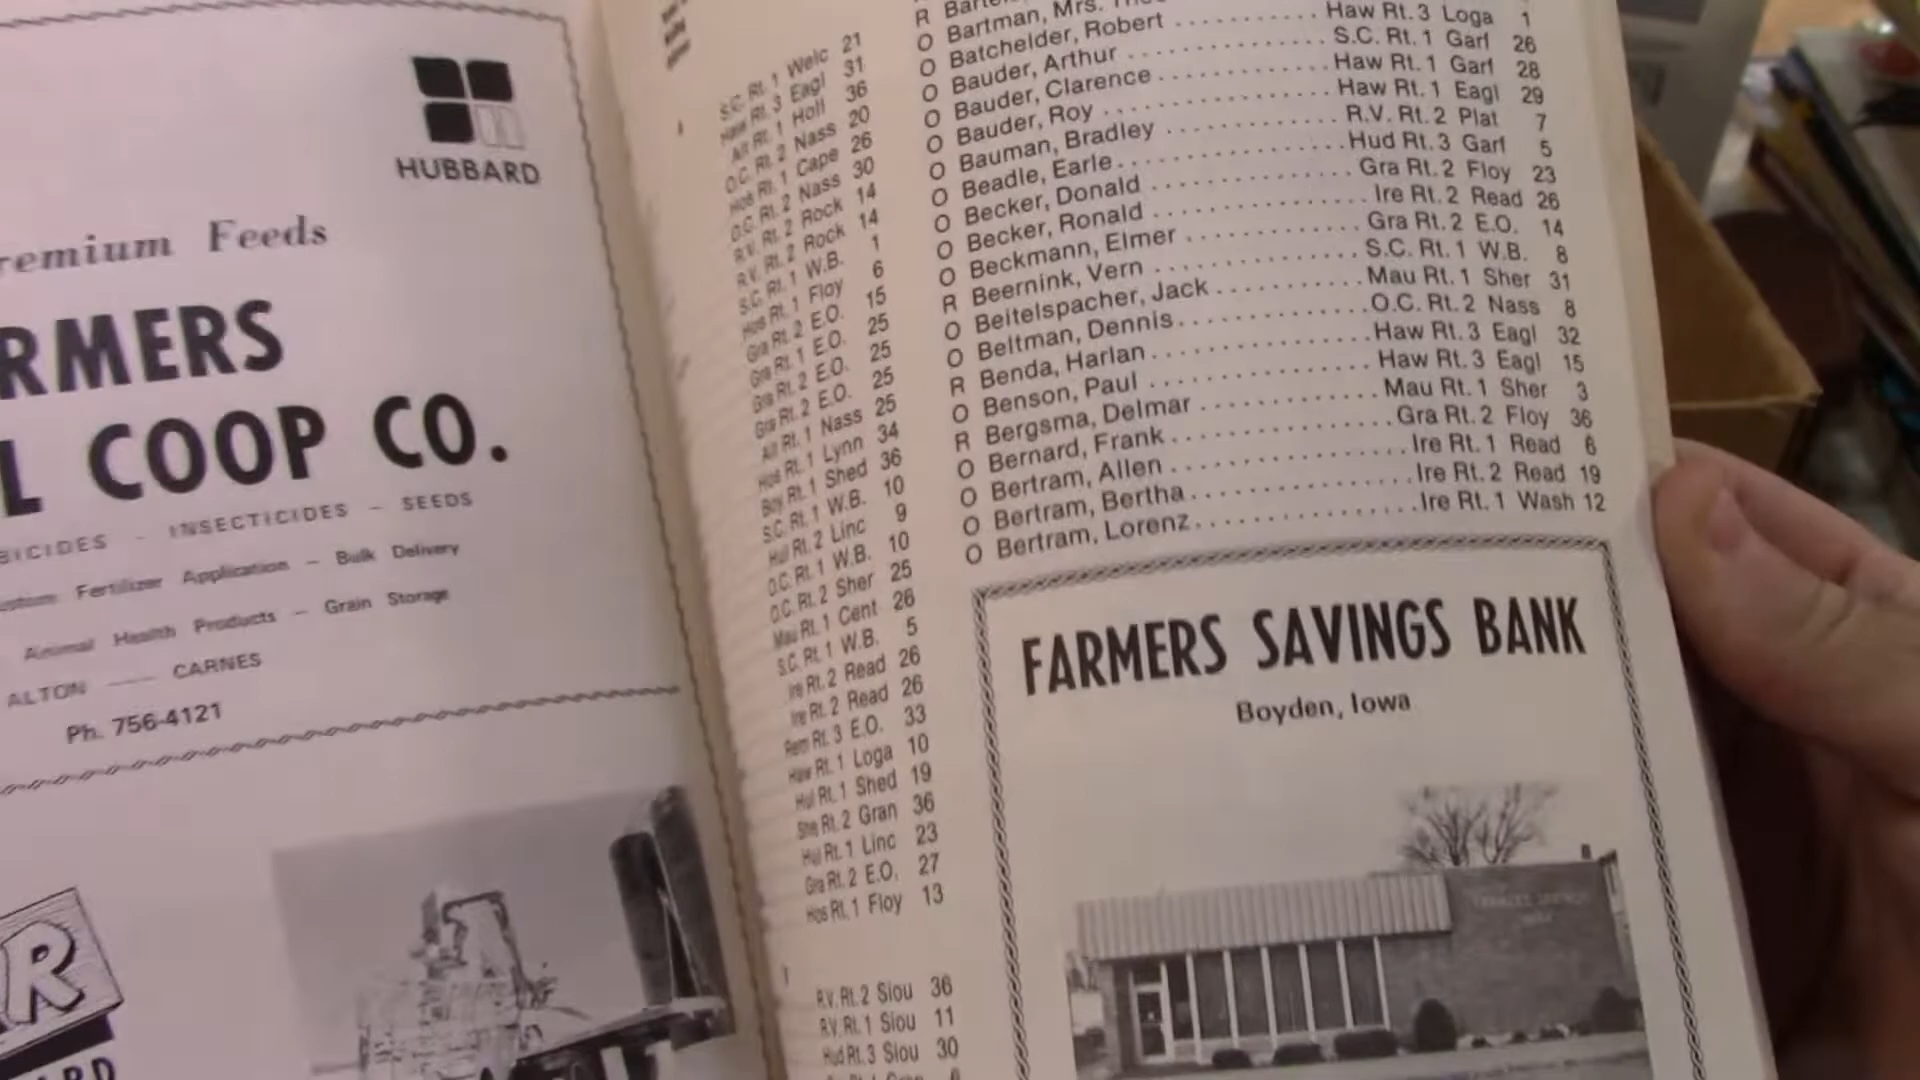 HUBBARD
Premium Feeds
FARMERS
COOP CO.
INSECTICIDES – SEEDS
Custom Fertilizer Application – Bulk Delivery
Animal Health Products – Grain Storage
ALTON —— CARNES
Ph. 756-4121
S.C. Rt. 1 Welc 21
Haw Rt. 3 Eagl 31
Alt Rt. 1 Holl 36
O.C. Rt. 2 Nass 20
Hos Rt. 1 Cape 26
O.C. Rt. 2 Nass 30
R.V. Rt. 2 Rock 14
R.V. Rt. 2 Rock 14
S.C. Rt. 1 W.B. 1
Hos Rt. 1 Floy 6
Gra Rt. 2 E.O. 15
Gra Rt. 1 E.O. 25
Gra Rt. 2 E.O. 25
Gra Rt. 2 E.O. 25
Alt Rt. 1 Nass 25
Hos Rt. 1 Lynn 34
Boy Rt. 1 Shed 36
S.C. Rt. 1 W.B. 10
Hul Rt. 2 Linc 9
O.C. Rt. 1 W.B. 10
O.C. Rt. 2 Sher 25
Mau Rt. 1 Cent 26
S.C. Rt. 1 W.B. 5
Ire Rt. 2 Read 26
Ire Rt. 2 Read 26
Rem Rt. 3 E.O. 33
Haw Rt. 1 Loga 10
Hul Rt. 1 Shed 19
She Rt. 2 Gran 36
Hul Rt. 1 Linc 23
Gra Rt. 2 E.O. 27
Hos Rt. 1 Floy 13
R.V. Rt. 2 Siou 36
R.V. Rt. 1 Siou 11
Hud Rt. 3 Siou 30
R
O Bartman, Mrs.
O Batchelder, Robert ........... Haw Rt. 3 Loga 1
O Bauder, Arthur ............... S.C. Rt. 1 Garf 26
O Bauder, Clarence ............. Haw Rt. 1 Garf 28
O Bauder, Roy .................. Haw Rt. 1 Eagl 29
O Bauman, Bradley .............. R.V. Rt. 2 Plat 7
O Beadle, Earle ................ Hud Rt. 3 Garf 5
O Becker, Donald ............... Gra Rt. 2 Floy 23
O Becker, Ronald ............... Ire Rt. 2 Read 26
O Beckmann, Elmer .............. Gra Rt. 2 E.O. 14
R Beernink, Vern ............... S.C. Rt. 1 W.B. 8
O Beitelspacher, Jack .......... Mau Rt. 1 Sher 31
O Beltman, Dennis .............. O.C. Rt. 2 Nass 8
R Benda, Harlan ................ Haw Rt. 3 Eagl 32
O Benson, Paul ................. Haw Rt. 3 Eagl 15
R Bergsma, Delmar .............. Mau Rt. 1 Sher 3
O Bernard, Frank ............... Gra Rt. 2 Floy 36
O Bertram, Allen ............... Ire Rt. 1 Read 6
O Bertram, Bertha .............. Ire Rt. 2 Read 19
O Bertram, Lorenz .............. Ire Rt. 1 Wash 12
FARMERS SAVINGS BANK
Boyden, Iowa